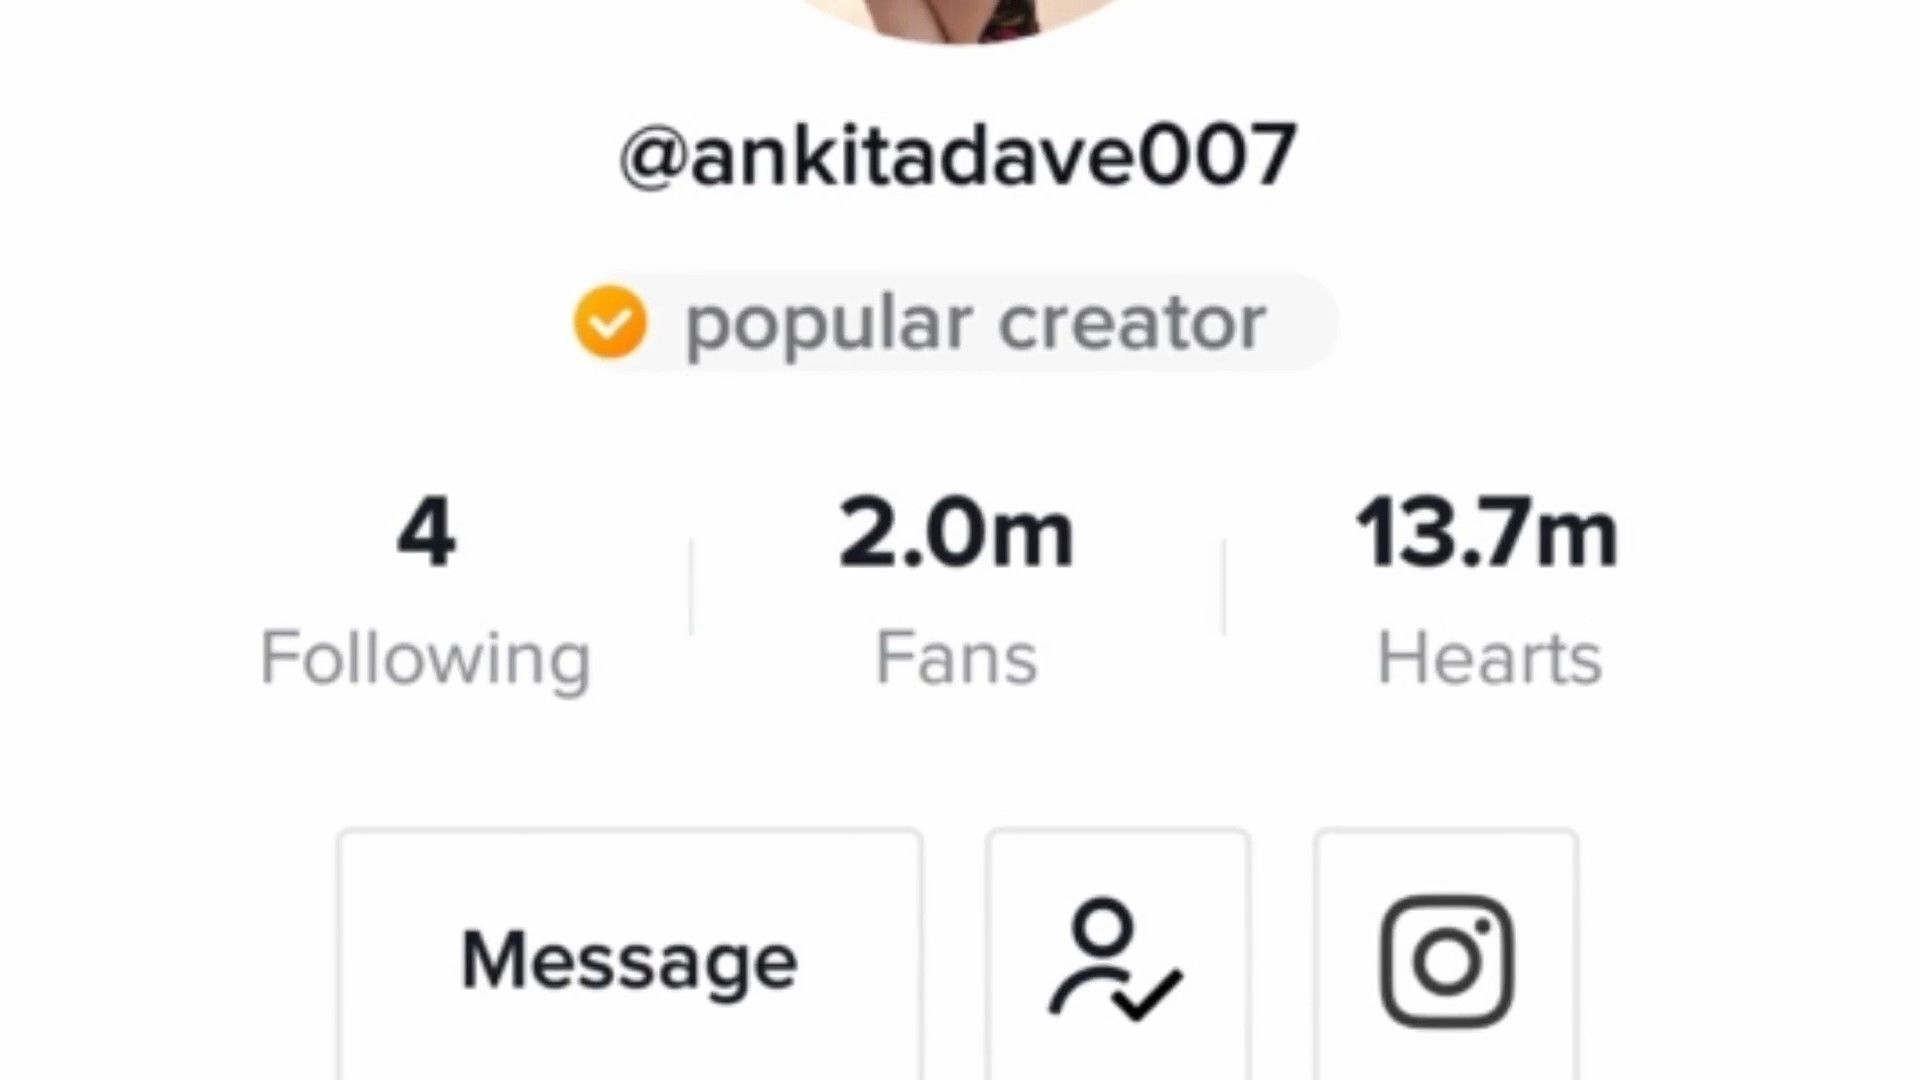 @ankitadave007
popular creator
4 2.0m 13.7m
Following Fans Hearts
Message